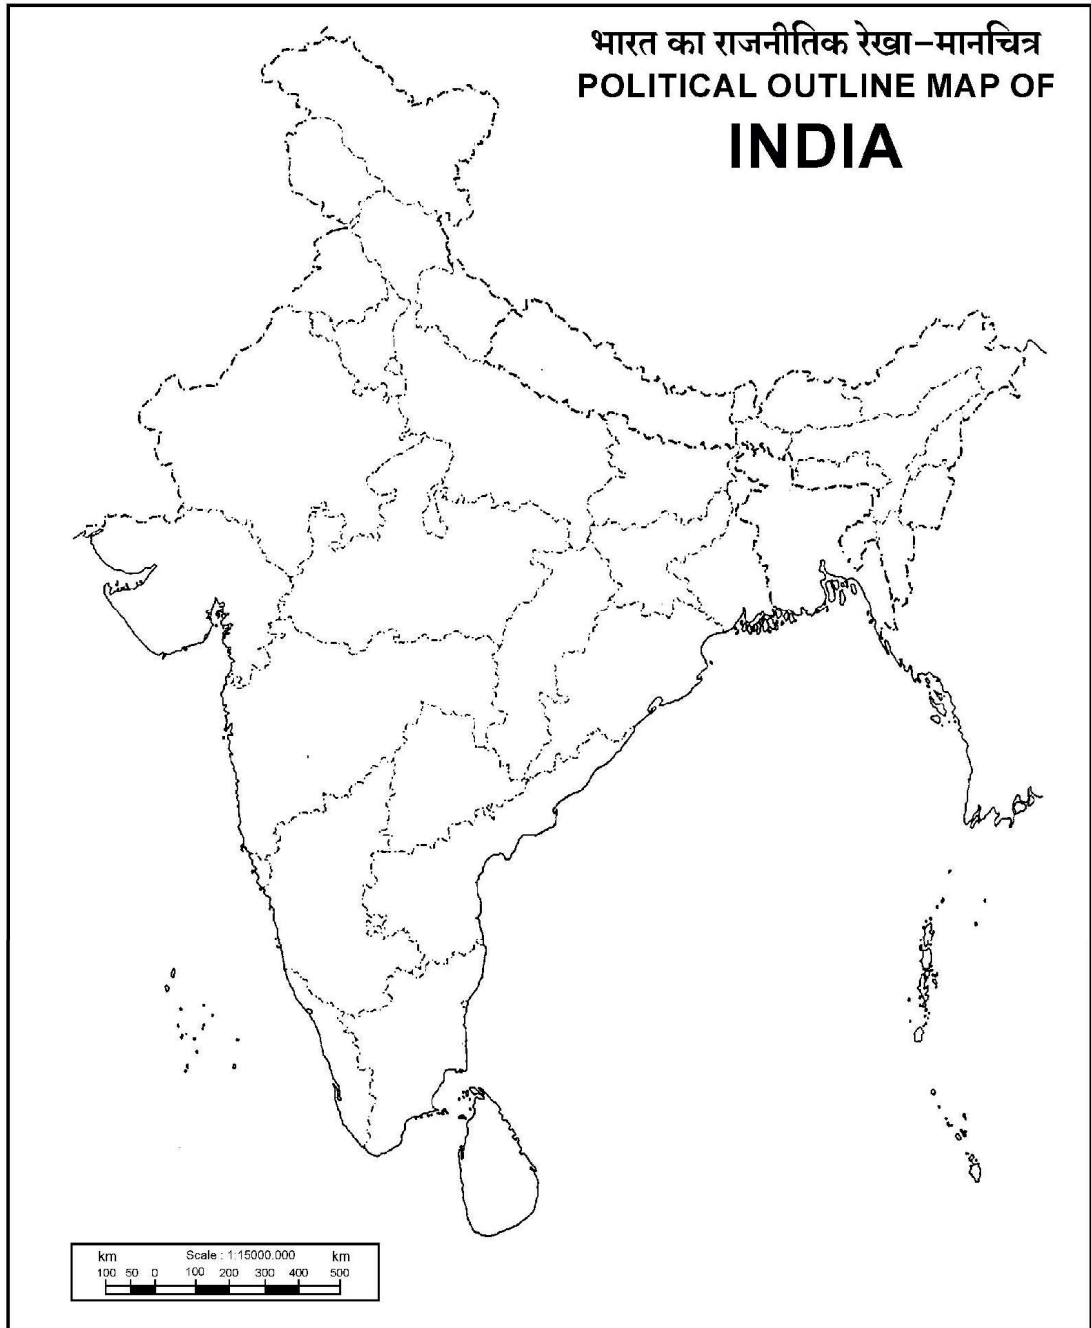 भारत का राजनीतिक रेखा-मानचित्र
POLITICAL OUTLINE MAP OF
INDIA
km Scale : 1:15000.000 km
100 50 0 100 200 300 400 500